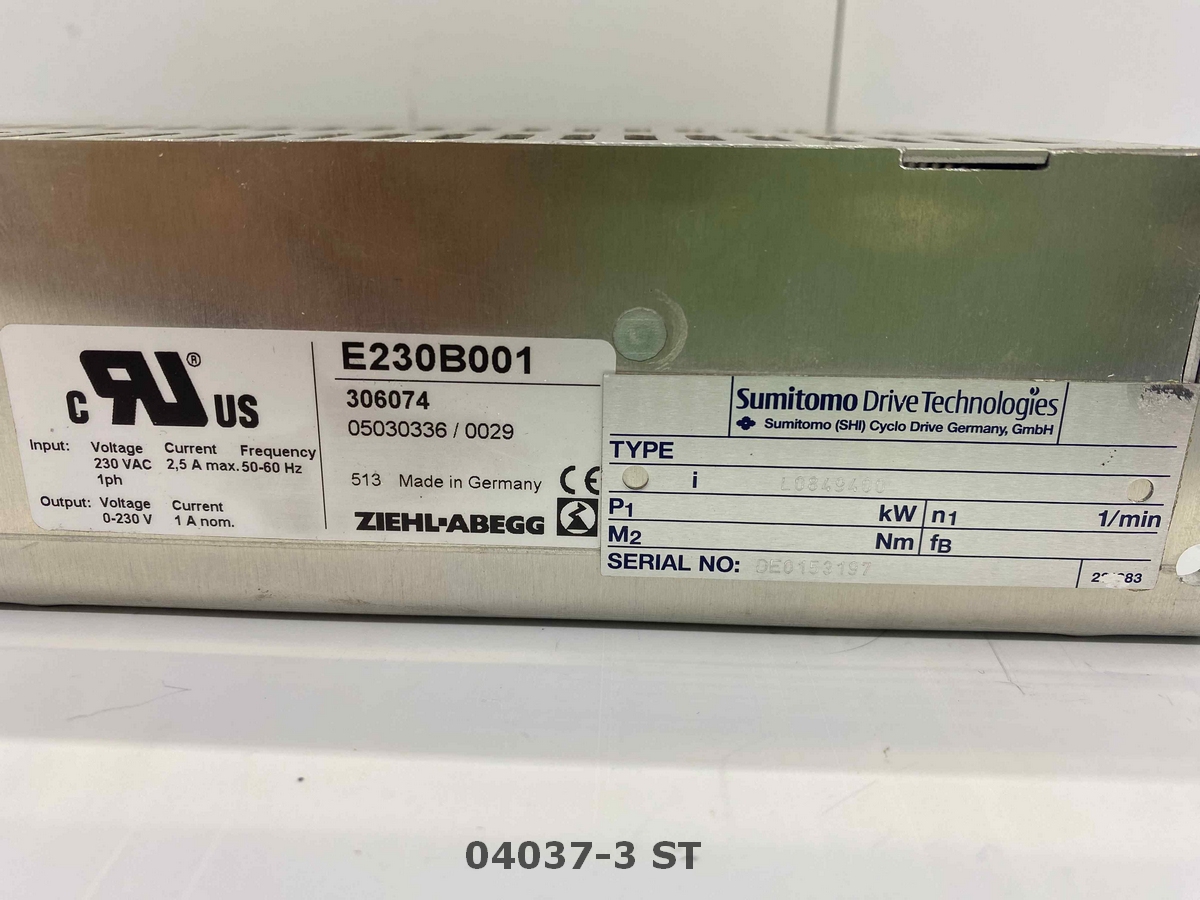 C RU ® US
Input: Voltage Current Frequency
230 VAC 2,5 A max. 50-60 Hz
1ph
Output: Voltage Current
0-230 V 1 A nom.
E230B001
306074
05030336 / 0029
513 Made in Germany CE
ZIEHL-ABEGG
Sumitomo Drive Technologies
Sumitomo (SHI) Cyclo Drive Germany, GmbH
TYPE
i
P1 kW n1 1/min
M2 Nm fB
SERIAL NO: DE0153197
04037-3 ST